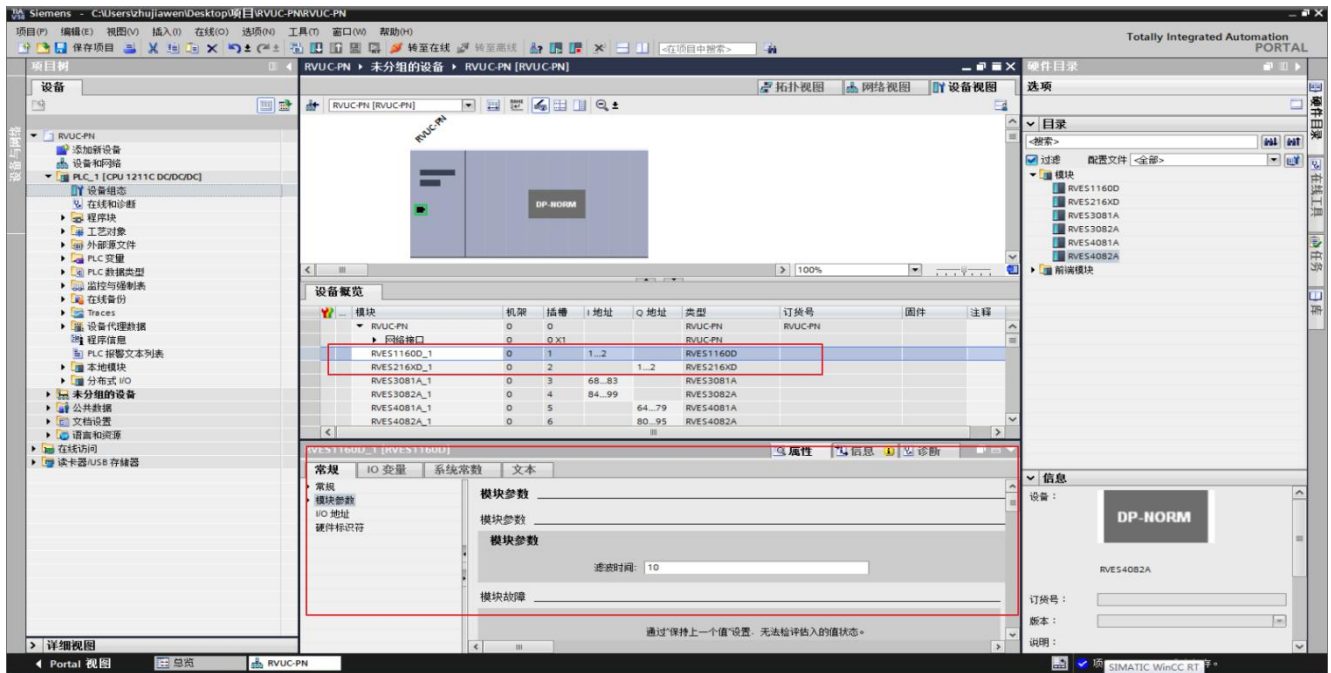 Siemens - C:\Users\zhujiawen\Desktop\项目\RVUC-PN\RVUC-PN
项目(P) 编辑(E) 视图(V) 插入(I) 在线(O) 选项(N) 工具(T) 窗口(W) 帮助(H)
Totally Integrated Automation
PORTAL
保存项目 转至在线 转至离线 <在项目中搜索>
项目树
设备
设备与网络
RVUC-PN
添加新设备
设备和网络
PLC_1 [CPU 1211C DC/DC/DC]
设备组态
在线和诊断
程序块
工艺对象
外部源文件
PLC 变量
PLC 数据类型
监控与强制表
在线备份
Traces
设备代理数据
程序信息
PLC 报警文本列表
本地模块
分布式 I/O
未分组的设备
公共数据
文档设置
语言和资源
在线访问
读卡器/USB 存储器
详细视图
RVUC-PN ▸ 未分组的设备 ▸ RVUC-PN [RVUC-PN]
拓扑视图 网络视图 设备视图
RVUC-PN [RVUC-PN]
RVUC-PN
DP-NORM
100%
设备概览
... 模块 机架 插槽 I 地址 Q 地址 类型 订货号 固件 注释
RVUC-PN 0 0 RVUC-PN RVUC-PN
网络接口 0 0 X1 RVUC-PN
RVES1160D_1 0 1 1...2 RVES1160D
RVES216XD_1 0 2 1...2 RVES216XD
RVES3081A_1 0 3 68...83 RVES3081A
RVES3082A_1 0 4 84...99 RVES3082A
RVES4081A_1 0 5 64...79 RVES4081A
RVES4082A_1 0 6 80...95 RVES4082A
RVES1160D_1 [RVES1160D]
属性 信息 诊断
常规 IO 变量 系统常数 文本
常规
模块参数
I/O 地址
硬件标识符
模块参数
模块参数
模块参数
滤波时间: 10
模块故障
通过"保持上一个值"设置，无法检评估入的值状态。
硬件目录
选项
目录
<搜索>
过滤 配置文件 <全部>
模块
RVES1160D
RVES216XD
RVES3081A
RVES3082A
RVES4081A
RVES4082A
前端模块
信息
设备：
DP-NORM
RVES4082A
订货号：
版本：
说明：
硬件目录
在线工具
任务
库
Portal 视图 总览 RVUC-PN
SIMATIC WinCC RT